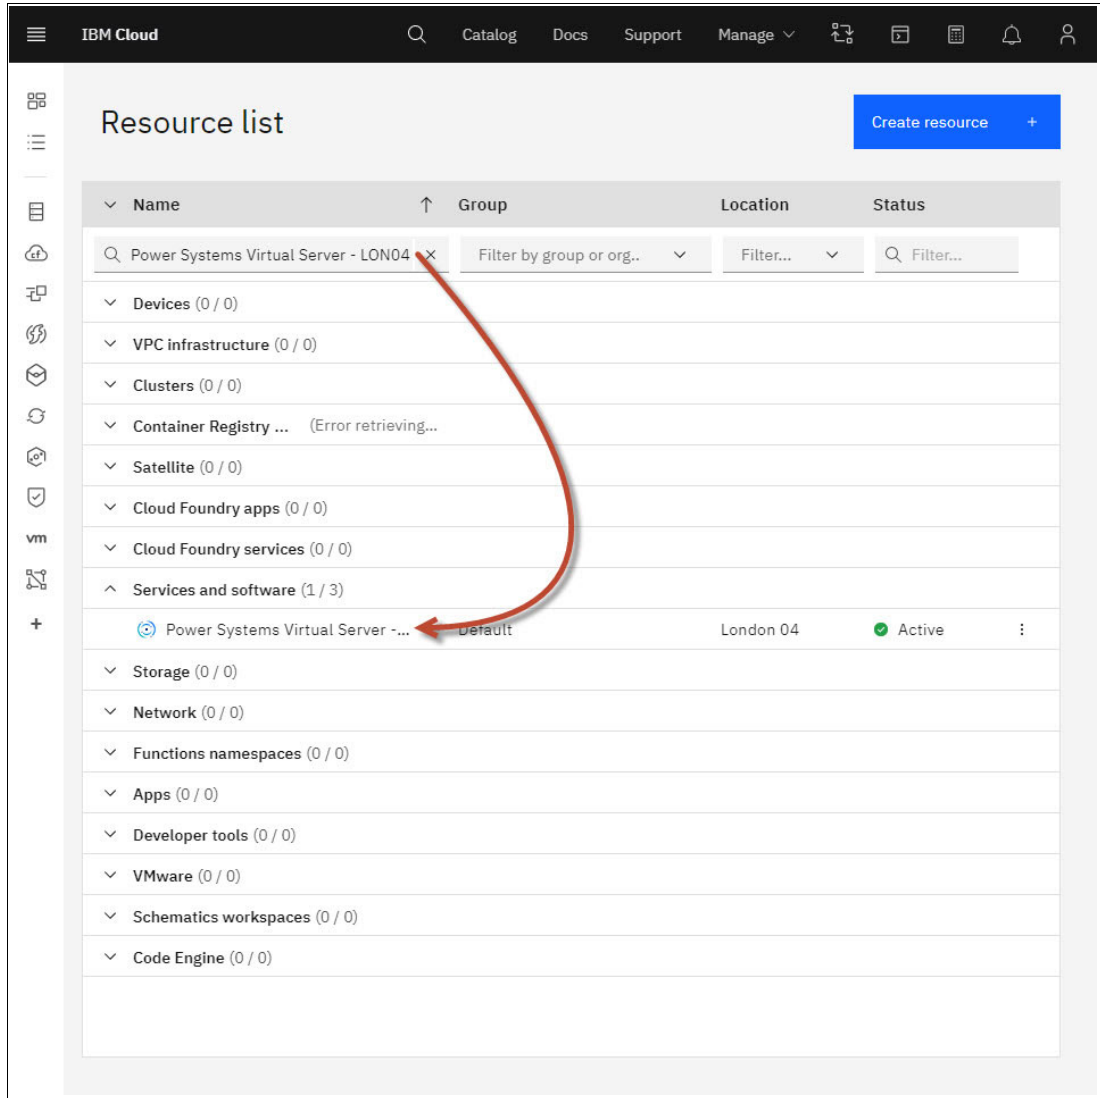 IBM Cloud Catalog Docs Support Manage
Resource list
Create resource +
Name Group Location Status
Power Systems Virtual Server - LON04 Filter by group or org.. Filter... Filter...
Devices (0 / 0)
VPC infrastructure (0 / 0)
Clusters (0 / 0)
Container Registry ... (Error retrieving...
Satellite (0 / 0)
Cloud Foundry apps (0 / 0)
Cloud Foundry services (0 / 0)
Services and software (1 / 3)
Power Systems Virtual Server -... Default London 04 Active
Storage (0 / 0)
Network (0 / 0)
Functions namespaces (0 / 0)
Apps (0 / 0)
Developer tools (0 / 0)
VMware (0 / 0)
Schematics workspaces (0 / 0)
Code Engine (0 / 0)
cf
vm